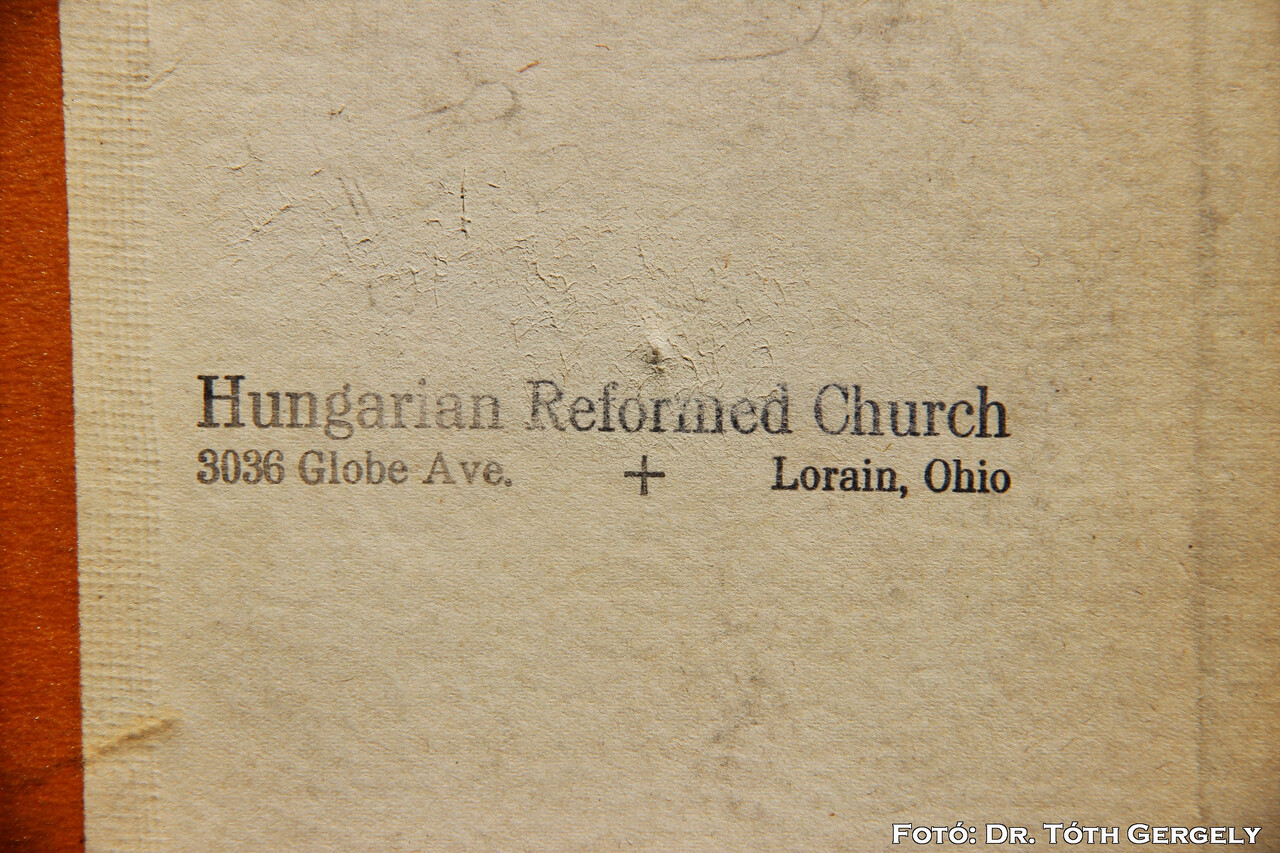 Hungarian Reformed Church
3036 Globe Ave. + Lorain, Ohio
Fotó: Dr. Tóth Gergely